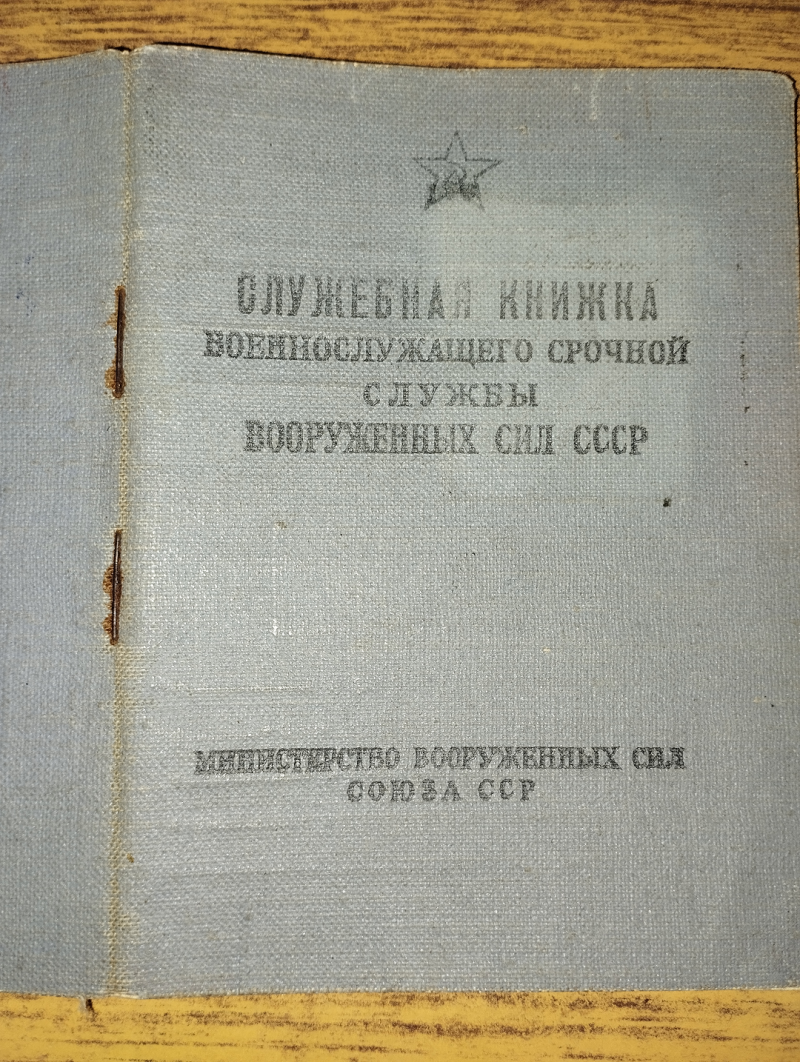 СЛУЖЕБНАЯ КНИЖКА
ВОЕННОСЛУЖАЩЕГО СРОЧНОЙ
СЛУЖБЫ
ВООРУЖЕННЫХ СИЛ СССР
МИНИСТЕРСТВО ВООРУЖЕННЫХ СИЛ
СОЮЗА ССР